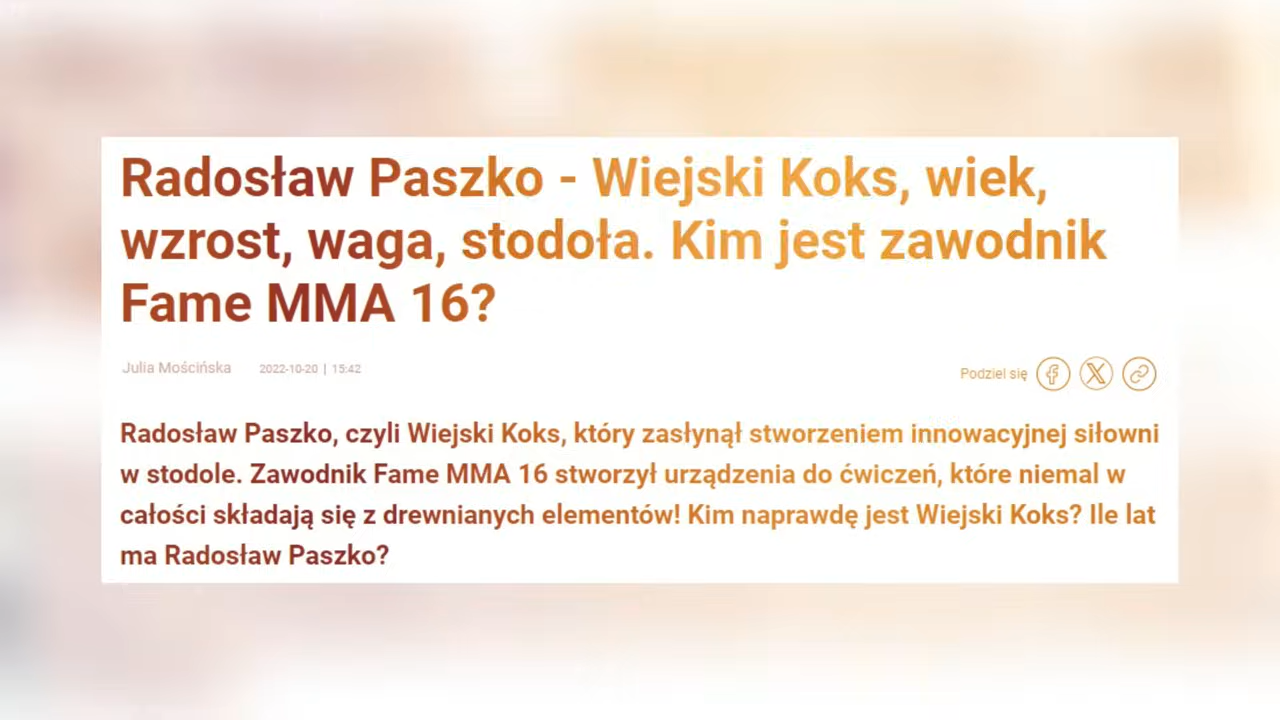 Radosław Paszko - Wiejski Koks, wiek,
wzrost, waga, stodoła. Kim jest zawodnik
Fame MMA 16?
Julia Mościńska 2022-10-20 | 15:42 Podziel się
Radosław Paszko, czyli Wiejski Koks, który zasłynął stworzeniem innowacyjnej siłowni
w stodole. Zawodnik Fame MMA 16 stworzył urządzenia do ćwiczeń, które niemal w
całości składają się z drewnianych elementów! Kim naprawdę jest Wiejski Koks? Ile lat
ma Radosław Paszko?